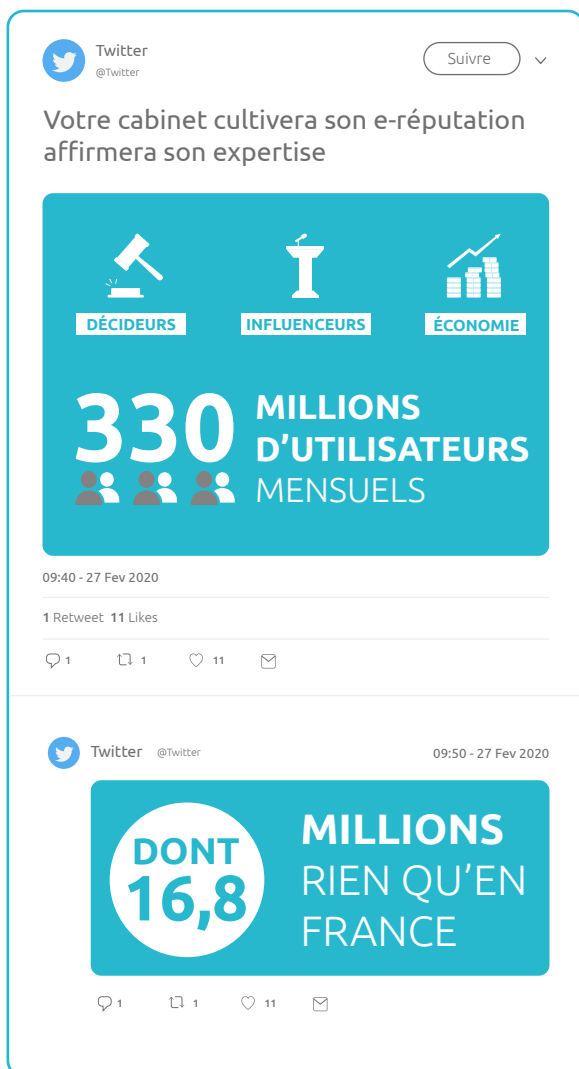 Twitter
@Twitter
Suivre
Votre cabinet cultivera son e-réputation
affirmera son expertise
DÉCIDEURS
INFLUENCEURS
ÉCONOMIE
330
MILLIONS
D’UTILISATEURS
MENSUELS
09:40 - 27 Fev 2020
1 Retweet 11 Likes
1 1 11
Twitter @Twitter 09:50 - 27 Fev 2020
DONT
16,8
MILLIONS
RIEN QU’EN
FRANCE
1 1 11